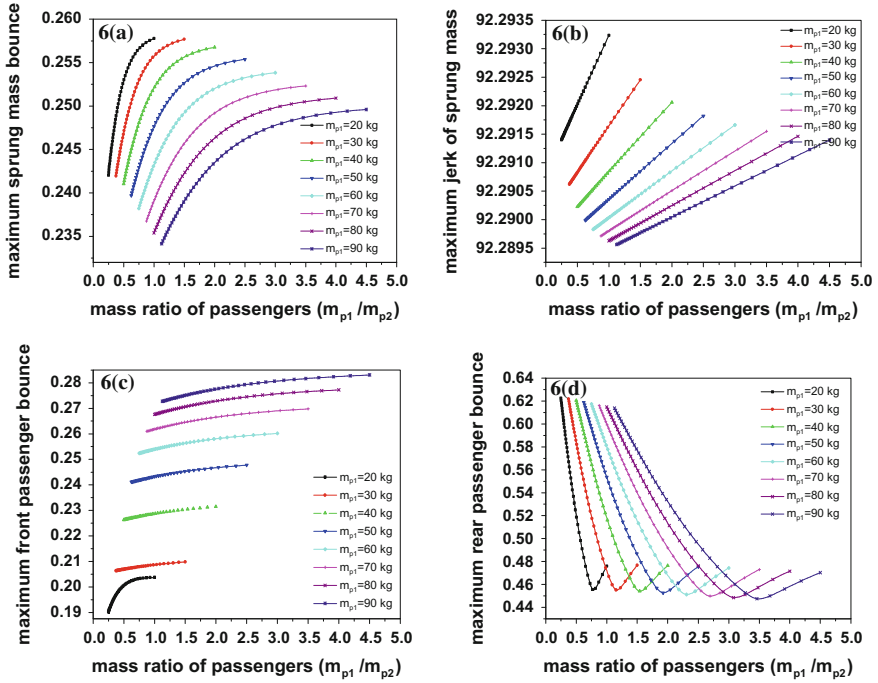 6(a)
maximum sprung mass bounce
0.260
0.255
0.250
0.245
0.240
0.235
m_p1=20 kg
m_p1=30 kg
m_p1=40 kg
m_p1=50 kg
m_p1=60 kg
m_p1=70 kg
m_p1=80 kg
m_p1=90 kg
0.0 0.5 1.0 1.5 2.0 2.5 3.0 3.5 4.0 4.5 5.0
mass ratio of passengers (m_p1 /m_p2)
6(b)
maximum jerk of sprung mass
92.2935
92.2930
92.2925
92.2920
92.2915
92.2910
92.2905
92.2900
92.2895
m_p1=20 kg
m_p1=30 kg
m_p1=40 kg
m_p1=50 kg
m_p1=60 kg
m_p1=70 kg
m_p1=80 kg
m_p1=90 kg
0.0 0.5 1.0 1.5 2.0 2.5 3.0 3.5 4.0 4.5 5.0
mass ratio of passengers (m_p1 /m_p2)
6(c)
maximum front passenger bounce
0.28
0.27
0.26
0.25
0.24
0.23
0.22
0.21
0.20
0.19
m_p1=20 kg
m_p1=30 kg
m_p1=40 kg
m_p1=50 kg
m_p1=60 kg
m_p1=70 kg
m_p1=80 kg
m_p1=90 kg
0.0 0.5 1.0 1.5 2.0 2.5 3.0 3.5 4.0 4.5 5.0
mass ratio of passengers (m_p1 /m_p2)
6(d)
maximum rear passenger bounce
0.64
0.62
0.60
0.58
0.56
0.54
0.52
0.50
0.48
0.46
0.44
m_p1=20 kg
m_p1=30 kg
m_p1=40 kg
m_p1=50 kg
m_p1=60 kg
m_p1=70 kg
m_p1=80 kg
m_p1=90 kg
0.0 0.5 1.0 1.5 2.0 2.5 3.0 3.5 4.0 4.5 5.0
mass ratio of passengers (m_p1 /m_p2)